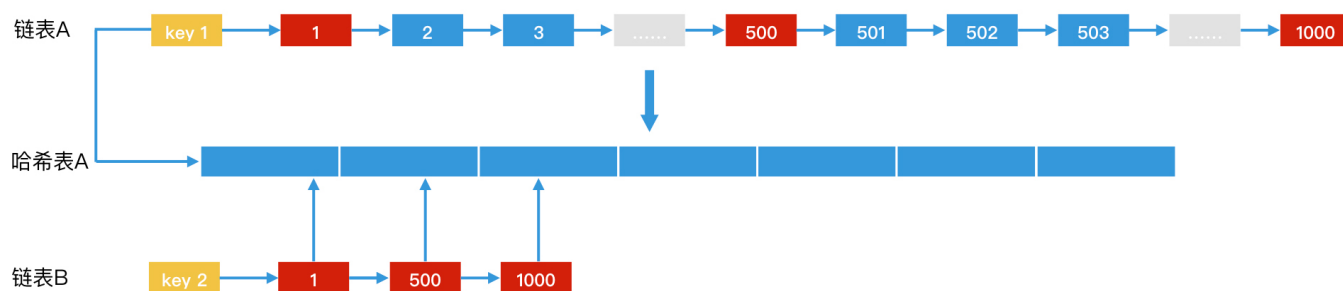 链表A key 1 1 2 3 ...... 500 501 502 503 ...... 1000
哈希表A
链表B key 2 1 500 1000